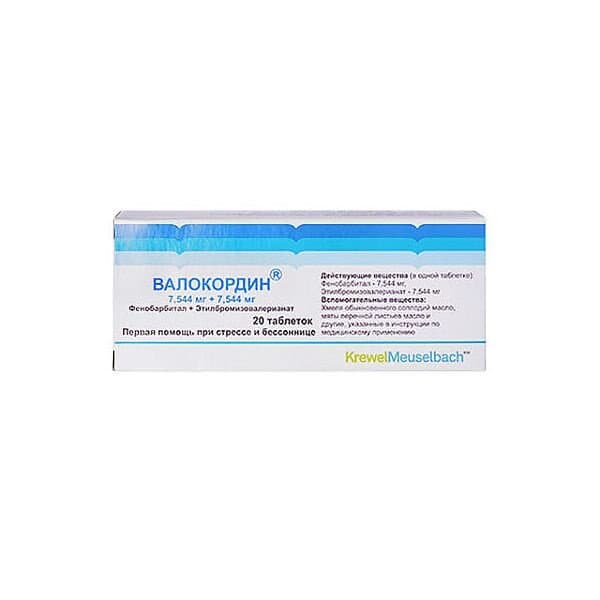 ВАЛОКОРДИН®
7,544 мг + 7,544 мг
Фенобарбитал + Этилбромизовалерианат
20 таблеток
Первая помощь при стрессе и бессоннице
Действующие вещества (в одной таблетке):
Фенобарбитал - 7,544 мг,
Этилбромизовалерианат - 7,544 мг.
Вспомогательные вещества:
Хмеля обыкновенного соплодий масло,
мяты перечной листьев масло и
другие, указанные в инструкции по
медицинскому применению
KrewelMeuselbach